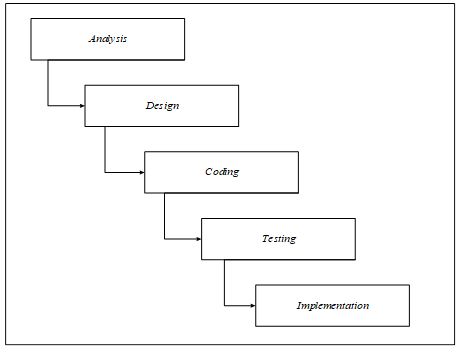 Analysis
Design
Coding
Testing
Implementation